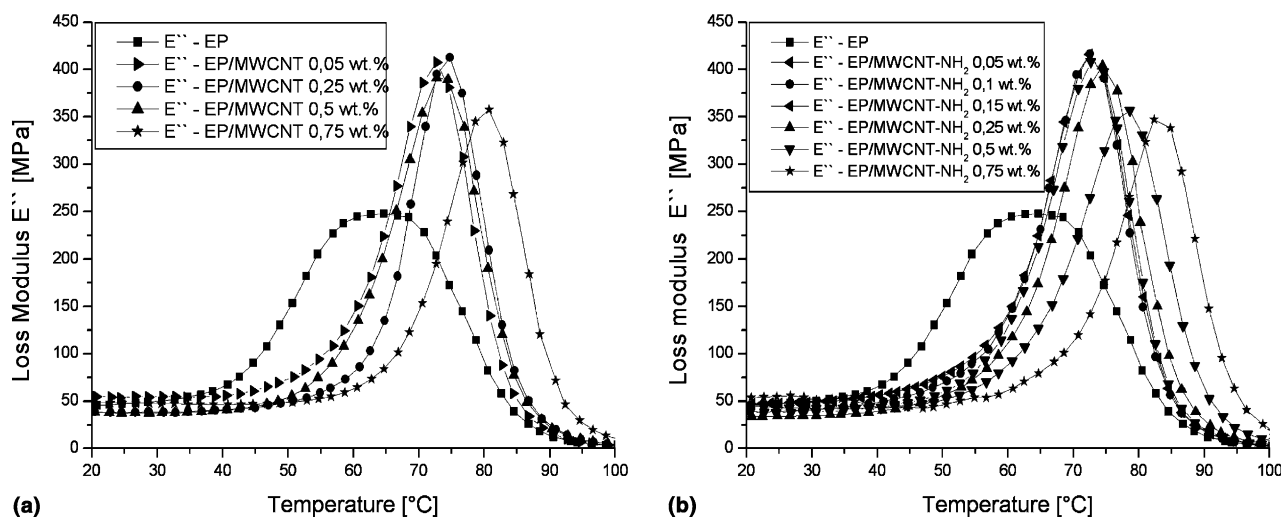 E`` - EP
E`` - EP/MWCNT 0,05 wt.%
E`` - EP/MWCNT 0,25 wt.%
E`` - EP/MWCNT 0,5 wt.%
E`` - EP/MWCNT 0,75 wt.%
450
400
350
300
250
200
150
100
50
0
Loss Modulus E`` [MPa]
20 30 40 50 60 70 80 90 100
Temperature [°C]
(a)
E`` - EP
E`` - EP/MWCNT-NH2 0,05 wt.%
E`` - EP/MWCNT-NH2 0,1 wt.%
E`` - EP/MWCNT-NH2 0,15 wt.%
E`` - EP/MWCNT-NH2 0,25 wt.%
E`` - EP/MWCNT-NH2 0,5 wt.%
E`` - EP/MWCNT-NH2 0,75 wt.%
450
400
350
300
250
200
150
100
50
0
Loss modulus E`` [MPa]
20 30 40 50 60 70 80 90 100
Temperature [°C]
(b)